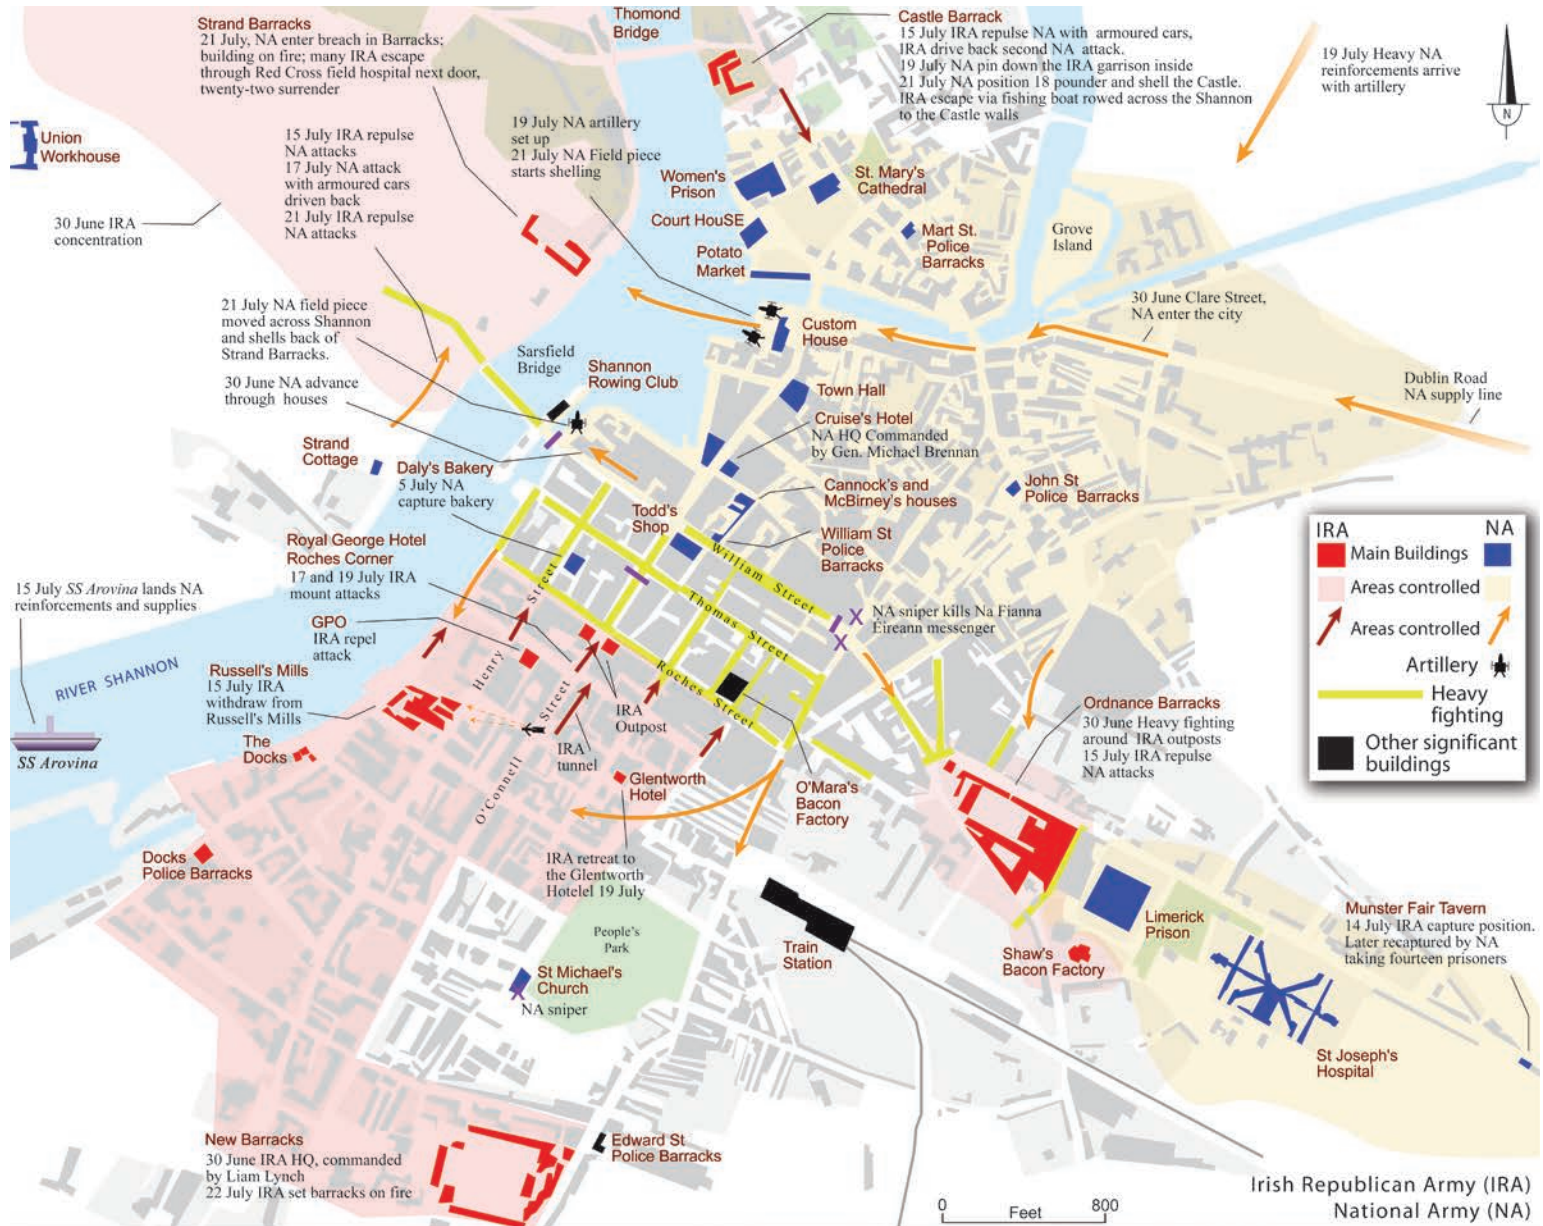 Strand Barracks
21 July, NA enter breach in Barracks;
building on fire; many IRA escape
through Red Cross field hospital next door,
twenty-two surrender
Thomond
Bridge
Castle Barrack
15 July IRA repulse NA with armoured cars,
IRA drive back second NA attack.
19 July NA pin down the IRA garrison inside
21 July NA position 18 pounder and shell the Castle.
IRA escape via fishing boat rowed across the Shannon
to the Castle walls
19 July Heavy NA
reinforcements arrive
with artillery
N
Union
Workhouse
15 July IRA repulse
NA attacks
17 July NA attack
with armoured cars
driven back
21 July IRA repulse
NA attacks
19 July NA artillery
set up
21 July NA Field piece
starts shelling
30 June IRA
concentration
Women's
Prison
St. Mary's
Cathedral
Court HouSE
Mart St.
Police
Barracks
Potato
Market
Grove
Island
30 June Clare Street,
NA enter the city
21 July NA field piece
moved across Shannon
and shells back of
Strand Barracks.
Sarsfield
Bridge
Custom
House
Shannon
Rowing Club
30 June NA advance
through houses
Town Hall
Dublin Road
NA supply line
Cruise's Hotel
NA HQ Commanded
by Gen. Michael Brennan
Strand
Cottage
Daly's Bakery
5 July NA
capture bakery
Cannock's and
McBirney's houses
John St
Police Barracks
Todd's
Shop
William St
Police
Barracks
Royal George Hotel
Roches Corner
17 and 19 July IRA
mount attacks
William Street
Thomas Street
Roches Street
Henry Street
O'Connell Street
NA sniper kills Na Fianna
Éireann messenger
IRA NA
Main Buildings
Areas controlled
Areas controlled
Artillery
Heavy
fighting
Other significant
buildings
15 July SS Arovina lands NA
reinforcements and supplies
GPO
IRA repel
attack
RIVER SHANNON
Russell's Mills
15 July IRA
withdraw from
Russell's Mills
SS Arovina
The
Docks
IRA
Outpost
IRA
tunnel
Glentworth
Hotel
O'Mara's
Bacon
Factory
Ordnance Barracks
30 June Heavy fighting
around IRA outposts
15 July IRA repulse
NA attacks
Docks
Police Barracks
IRA retreat to
the Glentworth
Hotelel 19 July
People's
Park
Train
Station
Limerick
Prison
Shaw's
Bacon Factory
Munster Fair Tavern
14 July IRA capture position.
Later recaptured by NA
taking fourteen prisoners
St Michael's
Church
NA sniper
St Joseph's
Hospital
New Barracks
30 June IRA HQ, commanded
by Liam Lynch
22 July IRA set barracks on fire
Edward St
Police Barracks
0 800
Feet
Irish Republican Army (IRA)
National Army (NA)